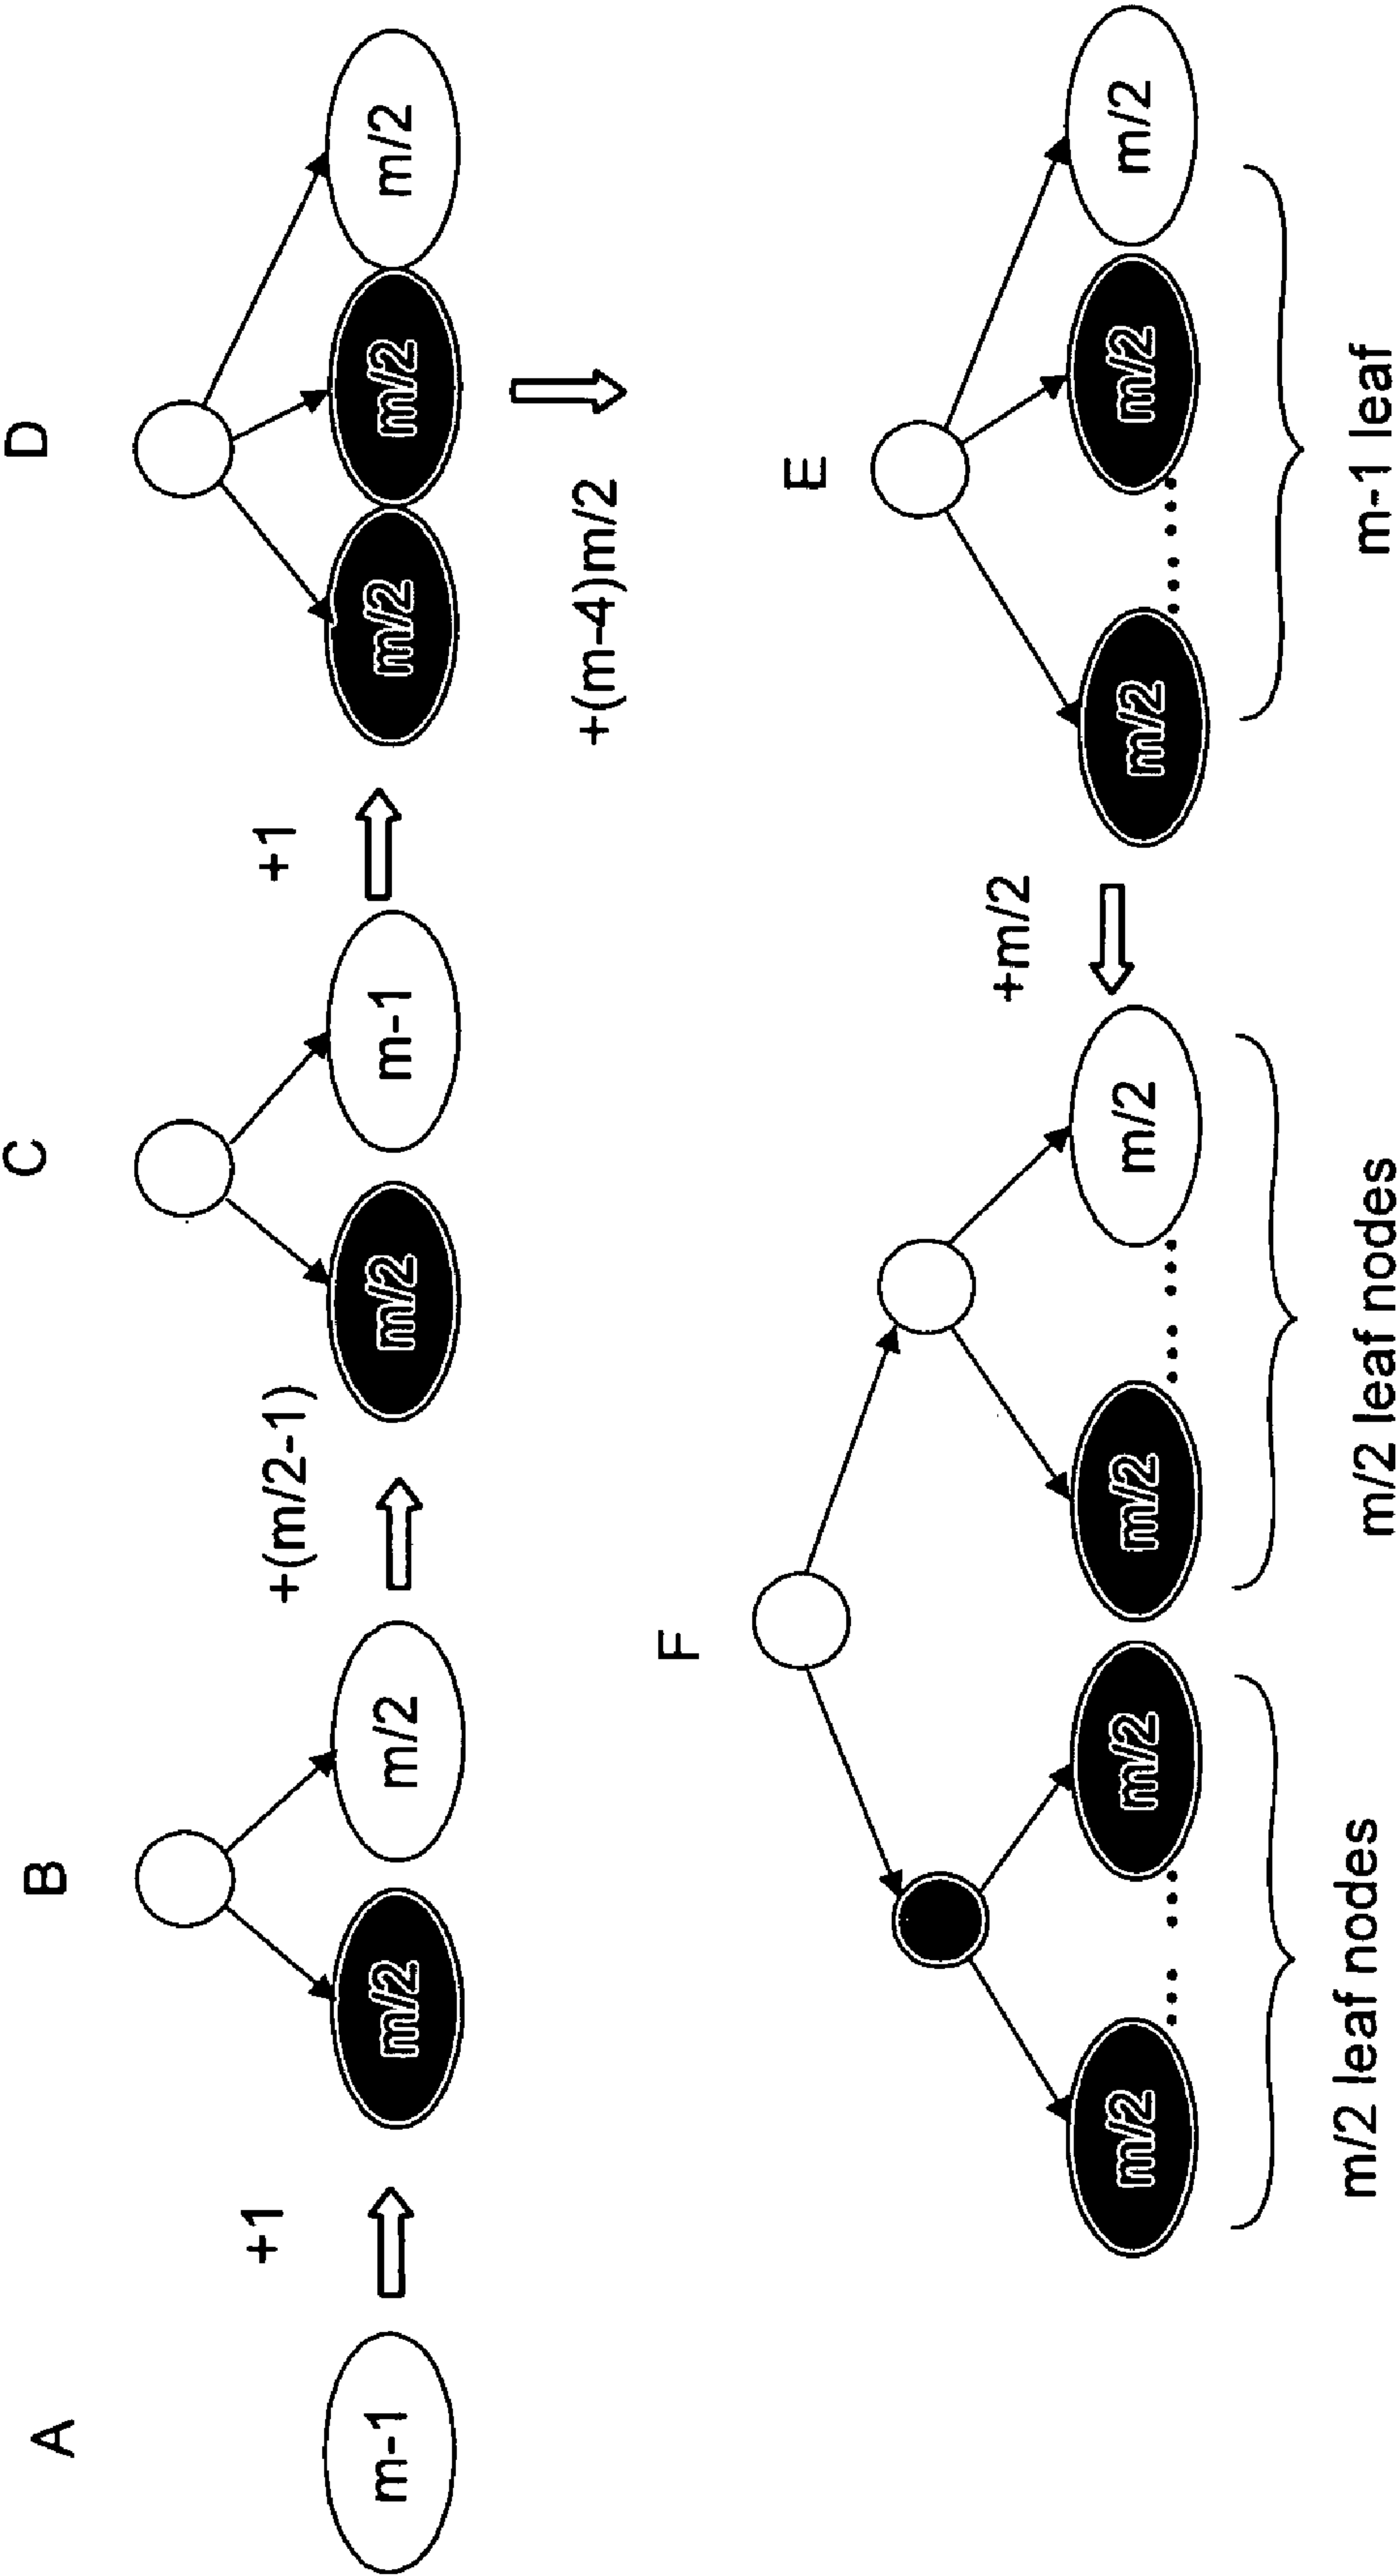 A
B
C
D
+1
+(m/2-1)
+1
m-1
m/2
m/2
m/2
m-1
m/2
m/2
m/2
+(m-4)m/2
F
E
+m/2
m/2
m/2
m/2
m/2
m/2
m/2
m/2
m/2 leaf nodes
m/2 leaf nodes
m-1 leaf